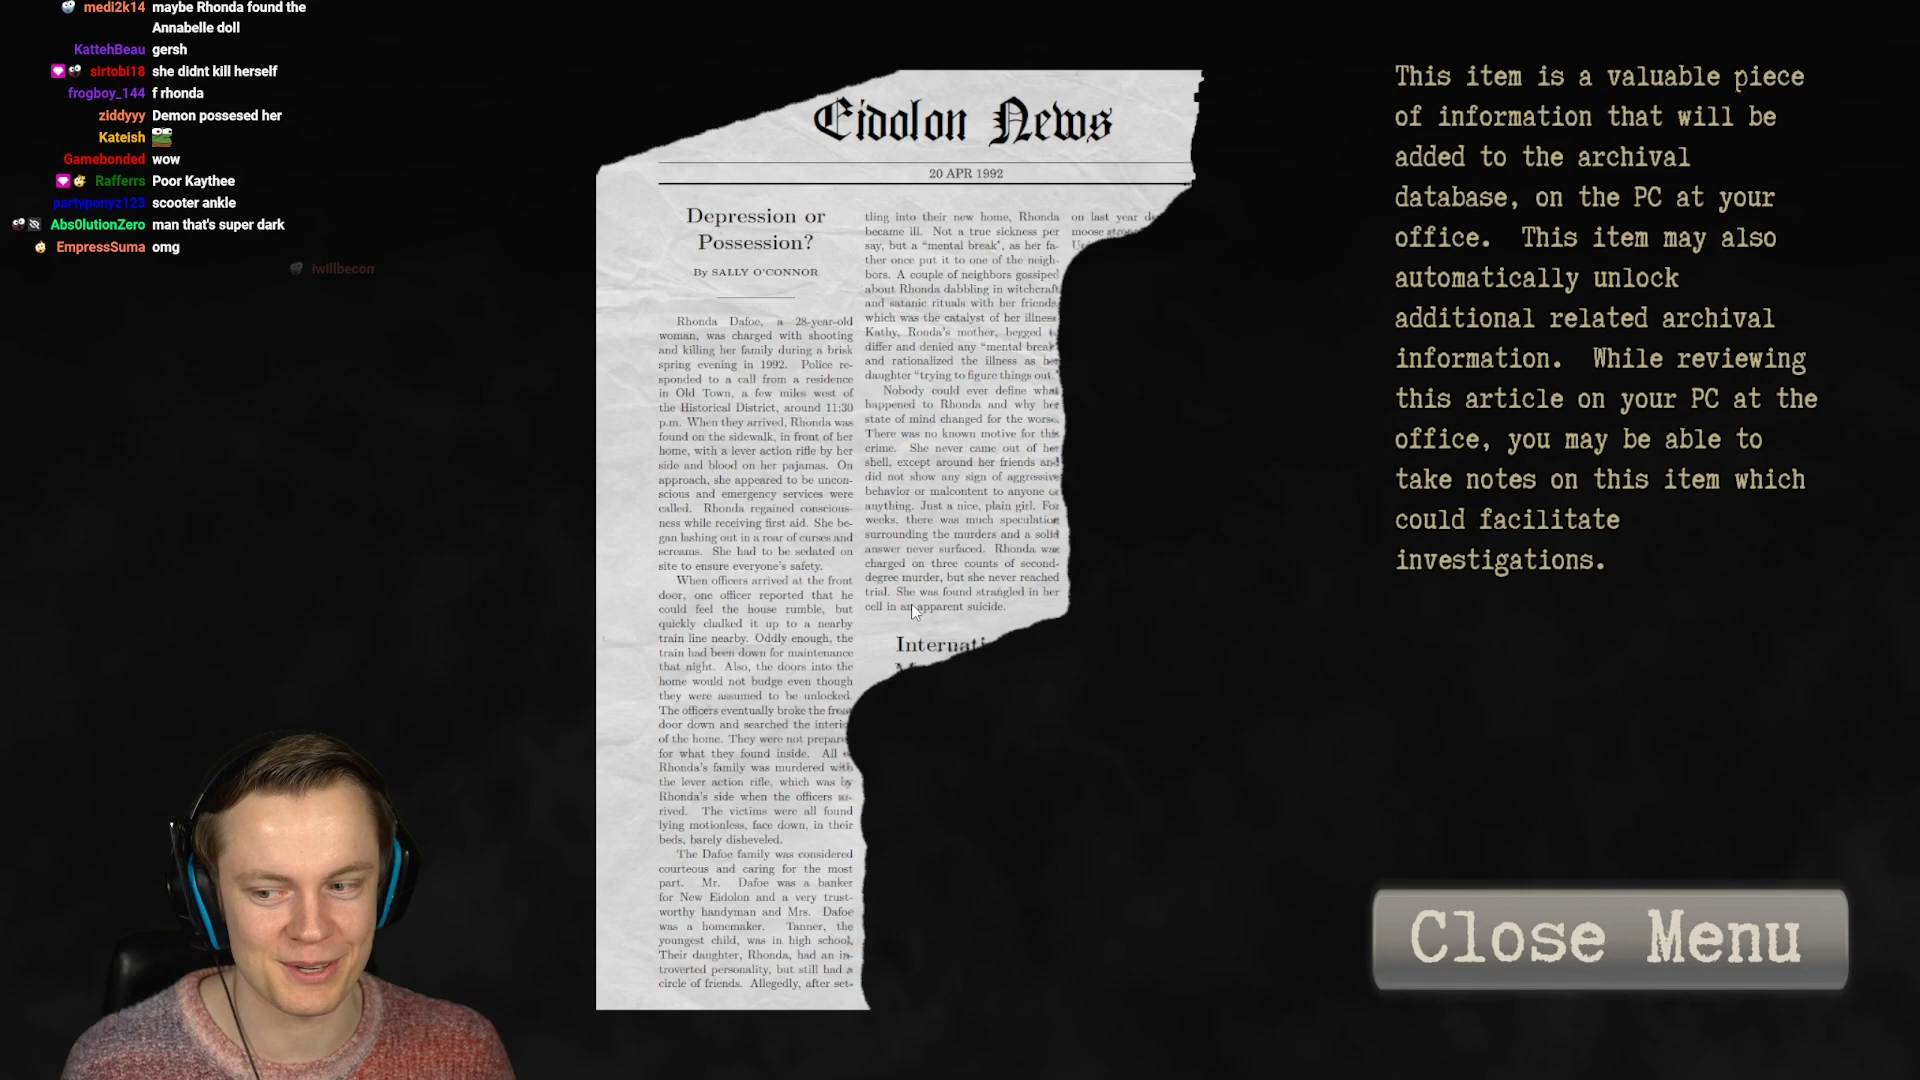 medi2k14 maybe Rhonda found the
Annabelle doll
KattehBeau gersh
sirtobi18 she didnt kill herself
frogboy_144 f rhonda
ziddyyy Demon possesed her
Kateish
Gamebonded wow
Rafferrs Poor Kaythee
partyponyz123 scooter ankle
Abs0lutionZero man that's super dark
EmpressSuma omg
Eidolon News
20 APR 1992
Depression or
Possession?
By SALLY O'CONNOR
Rhonda Dafoe, a 28-year-old
woman, was charged with shooting
and killing her family during a brisk
spring evening in 1992. Police re-
sponded to a call from a residence
in Old Town, a few miles west of
the Historical District, around 11:30
p.m. When they arrived, Rhonda was
found on the sidewalk, in front of her
home, with a lever action rifle by her
side and blood on her pajamas. On
approach, she appeared to be uncon-
scious and emergency services were
called. Rhonda regained conscious-
ness while receiving first aid. She be-
gan lashing out in a roar of curses and
screams. She had to be sedated on
site to ensure everyone's safety.
When officers arrived at the front
door, one officer reported that he
could feel the house rumble, but
quickly chalked it up to a nearby
train line nearby. Oddly enough, the
train had been down for maintenance
that night. Also, the doors into the
home would not budge even though
they were assumed to be unlocked.
The officers eventually broke the front
door down and searched the interio
of the home. They were not prepare
for what they found inside. All
Rhonda's family was murdered with
the lever action rifle, which was by
Rhonda's side when the officers ar-
rived. The victims were all found
lying motionless, face down, in their
beds, barely disheveled.
The Dafoe family was considered
courteous and caring for the most
part. Mr. Dafoe was a banker
for New Eidolon and a very trust-
worthy handyman and Mrs. Dafoe
was a homemaker. Tanner, the
youngest child, was in high school.
Their daughter, Rhonda, had an in-
troverted personality, but still had a
circle of friends. Allegedly, after set-
tling into their new home, Rhonda
became ill. Not a true sickness per
say, but a "mental break", as her fa-
ther once put it to one of the neigh-
bors. A couple of neighbors gossiped
about Rhonda dabbling in witchcraft
and satanic rituals with her friends
which was the catalyst of her illness
Kathy, Ronda's mother, begged t
differ and denied any "mental break"
and rationalized the illness as her
daughter "trying to figure things out."
Nobody could ever define what
happened to Rhonda and why her
state of mind changed for the worse.
There was no known motive for this
crime. She never came out of her
shell, except around her friends and
did not show any sign of aggressive
behavior or malcontent to anyone or
anything. Just a nice, plain girl. For
weeks, there was much speculation
surrounding the murders and a solid
answer never surfaced. Rhonda was
charged on three counts of second-
degree murder, but she never reached
trial. She was found strangled in her
cell in an apparent suicide.
Internati
on last year de
moose
This item is a valuable piece
of information that will be
added to the archival
database, on the PC at your
office. This item may also
automatically unlock
additional related archival
information. While reviewing
this article on your PC at the
office, you may be able to
take notes on this item which
could facilitate
investigations.
Close Menu